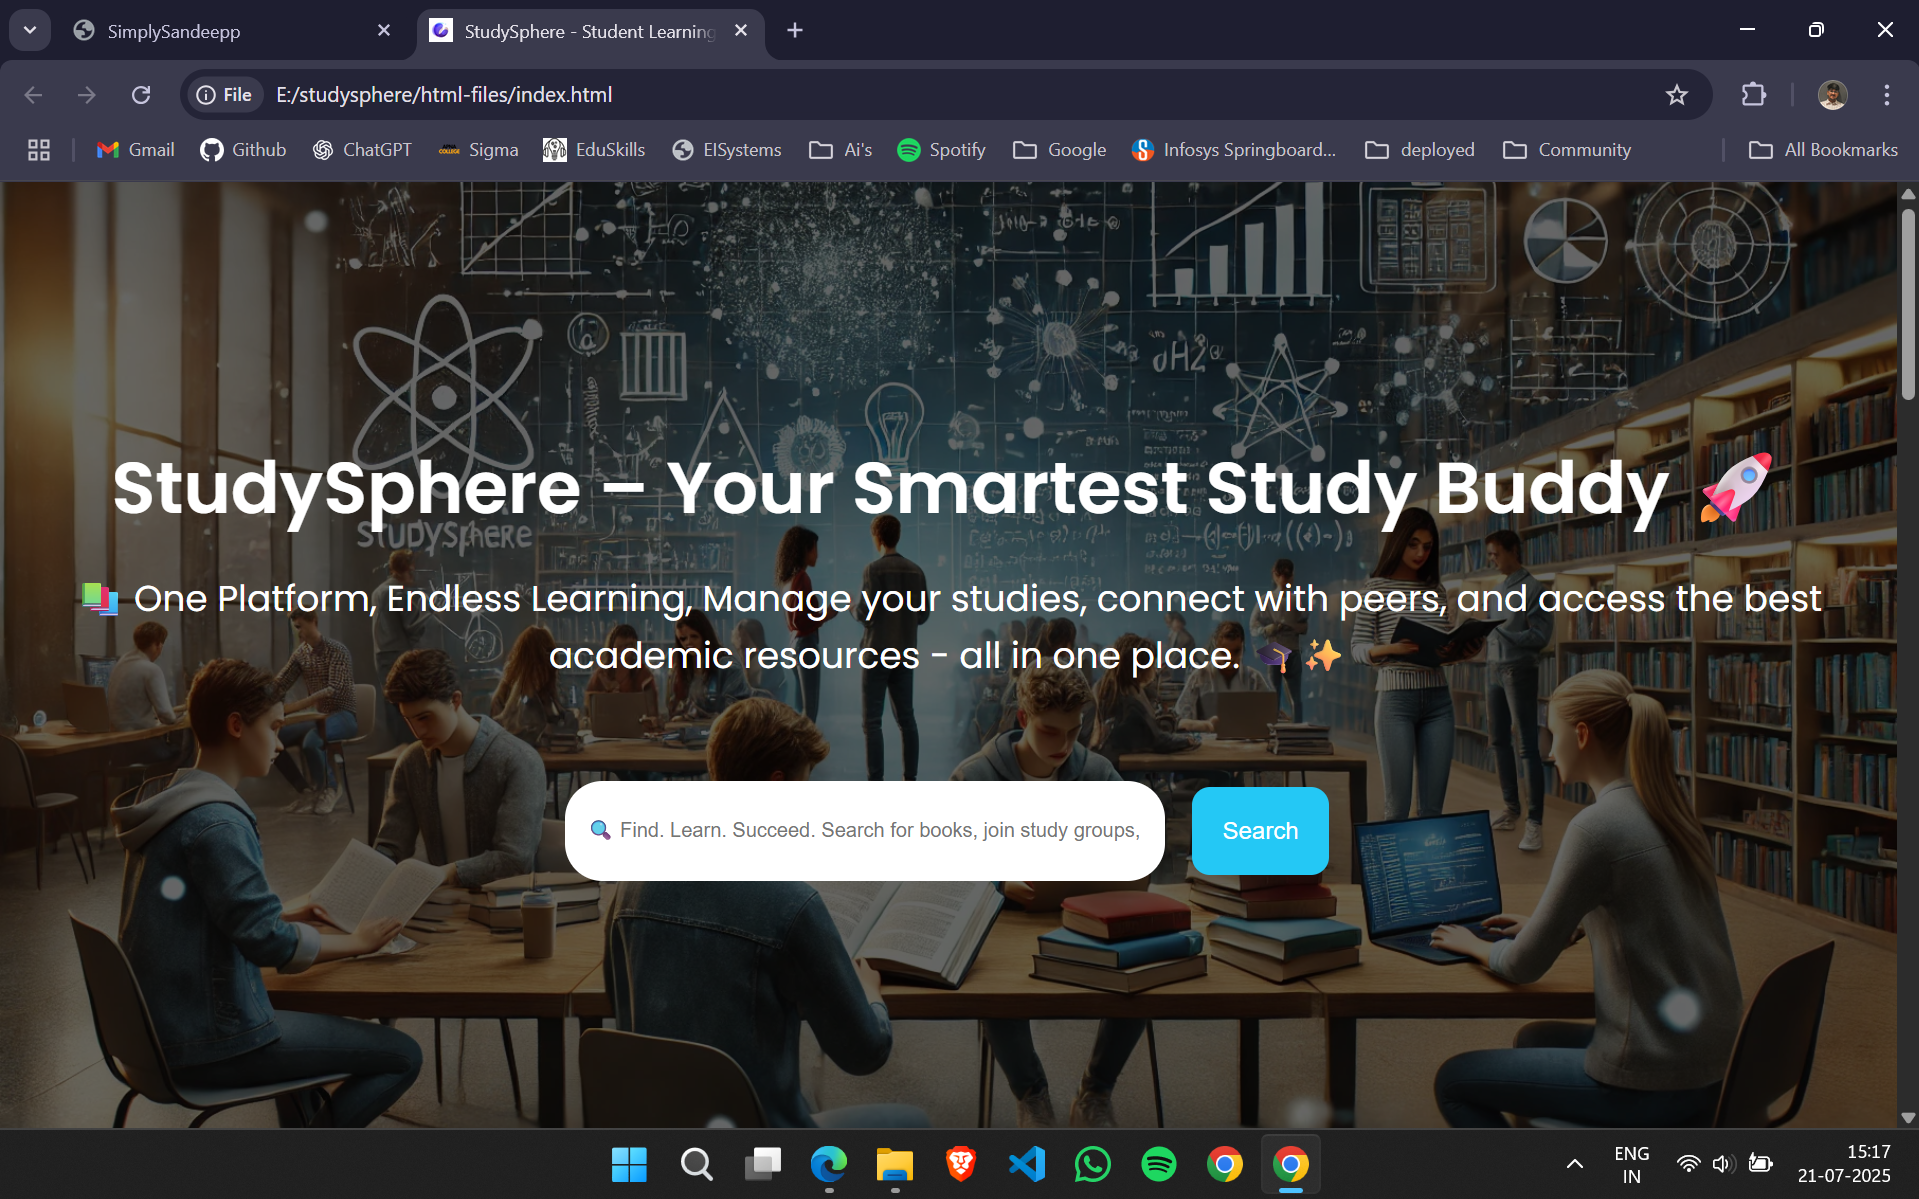 SimplySandeepp
StudySphere - Student Learning
File
E:/studysphere/html-files/index.html
Gmail
Github
ChatGPT
Sigma
EduSkills
EISystems
Ai's
Spotify
Google
Infosys Springboard...
deployed
Community
All Bookmarks
StudySphere – Your Smartest Study Buddy 🚀
StudySphere
📚 One Platform, Endless Learning, Manage your studies, connect with peers, and access the best
academic resources - all in one place. 🎓 ✨
🔍 Find. Learn. Succeed. Search for books, join study groups,
Search
ENG
IN
15:17
21-07-2025